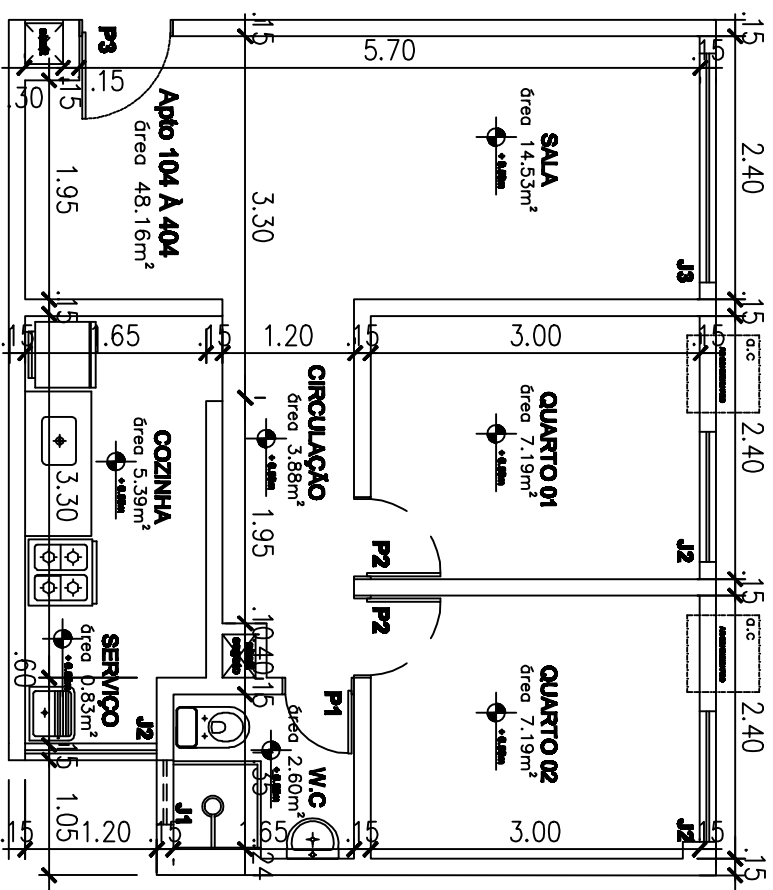 SALA
área 14.53m²
J3
QUARTO 01
área 7.19m²
J2
P2
a.c
QUARTO 02
área 7.19m²
J2
P2
a.c
CIRCULAÇÃO
área 3.88m²
P1
W.C
área 2.60m²
J1
COZINHA
área 5.39m²
SERVIÇO
área 0.83m²
J2
Apto 104 À 404
área 48.16m²
P3
.15
2.40
.15
2.40
.15
2.40
.15
5.70
.15
.15
.15
.30
.15
1.95
.15
3.30
1.95
.10
.40
.15
.35
.24
.15
.65
.15
1.20
.15
3.00
.15
3.30
.60
.15
1.05
.15
1.20
.15
1.65
.15
3.00
.15